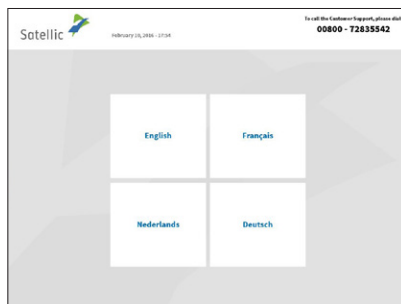 Satellic
February 18, 2016 - 17:54
To call the Customer Support, please dial
00800 - 72835542
English
Français
Nederlands
Deutsch